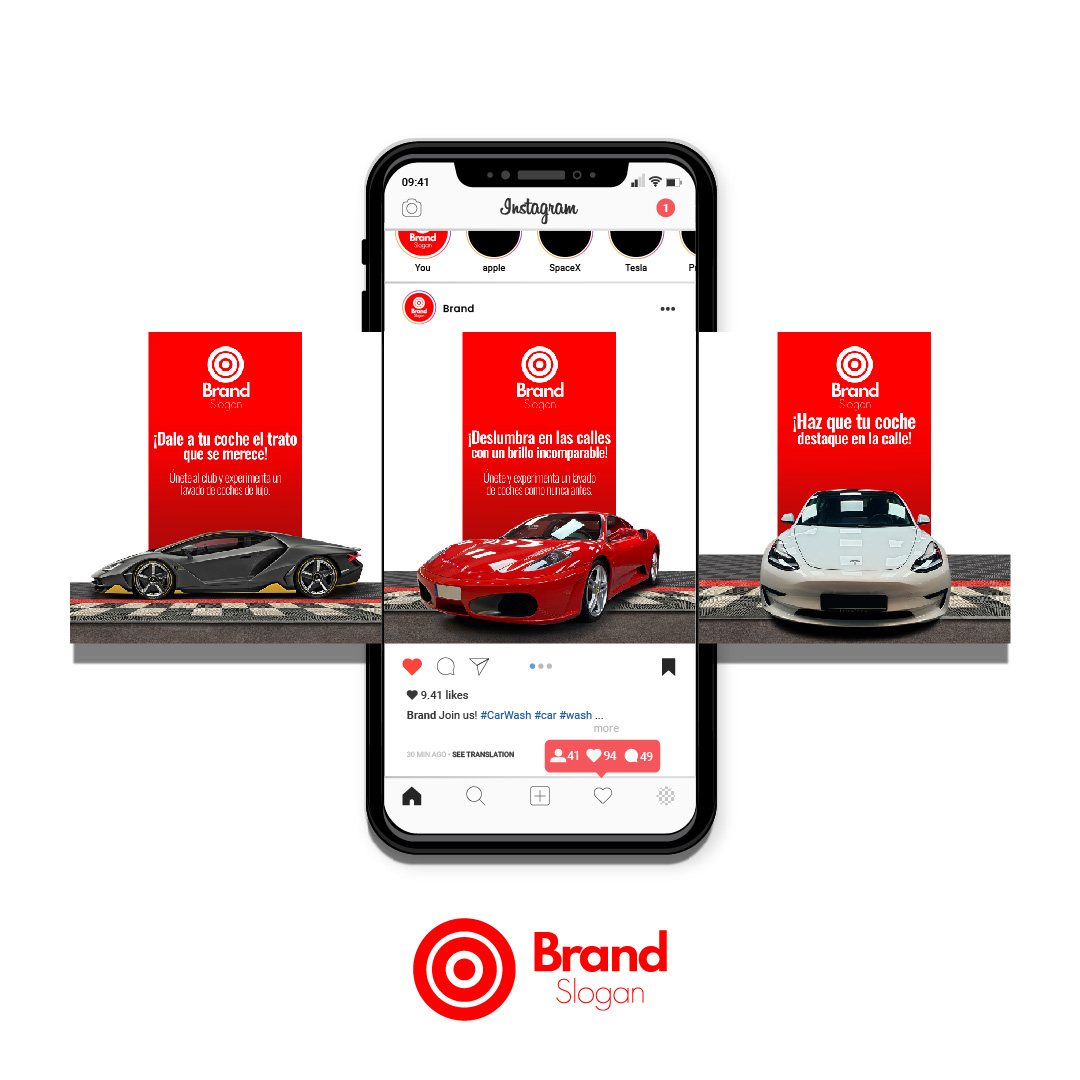 09:41
Instagram
1
Brand
Slogan
You
apple
SpaceX
Tesla
Brand
Slogan
Brand
Brand
Slogan
¡Dale a tu coche el trato
que se merece!
Únete al club y experimenta un
lavado de coches de lujo.
Brand
Slogan
¡Deslumbra en las calles
con un brillo incomparable!
Únete y experimenta un lavado
de coches como nunca antes.
Brand
Slogan
¡Haz que tu coche
destaque en la calle!
9.41 likes
Brand Join us! #CarWash #car #wash ...
more
30 MIN AGO · SEE TRANSLATION
41 94 49
Brand
Slogan